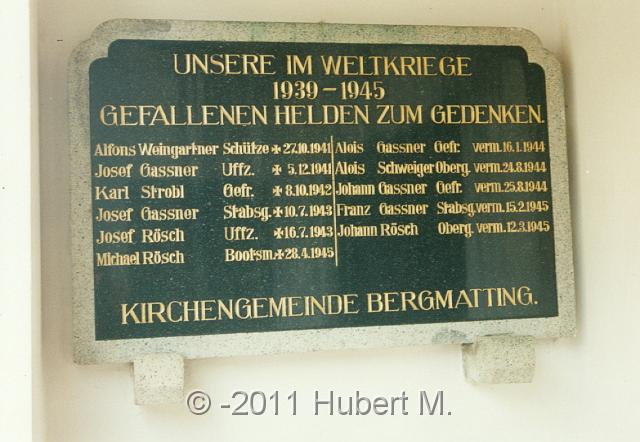 UNSERE IM WELTKRIEGE
1939-1945
GEFALLENEN HELDEN ZUM GEDENKEN.
Alfons Weingartner Schütze ✠ 27.10.1941
Josef Gassner Uffz. ✠ 5.12.1941
Karl Strobl Gefr. ✠ 8.10.1942
Josef Gassner Stabsg. ✠ 10.7.1943
Josef Rösch Uffz. ✠ 16.7.1943
Michael Rösch Bootsm. ✠ 28.4.1945
Alois Gassner Gefr. verm. 16.1.1944
Alois Schweiger Oberg. verm. 24.8.1944
Johann Gassner Gefr. verm. 25.8.1944
Franz Gassner Stabsg. verm. 15.2.1945
Johann Rösch Oberg. verm. 12.3.1945
KIRCHENGEMEINDE BERGMATTING.
© -2011 Hubert M.